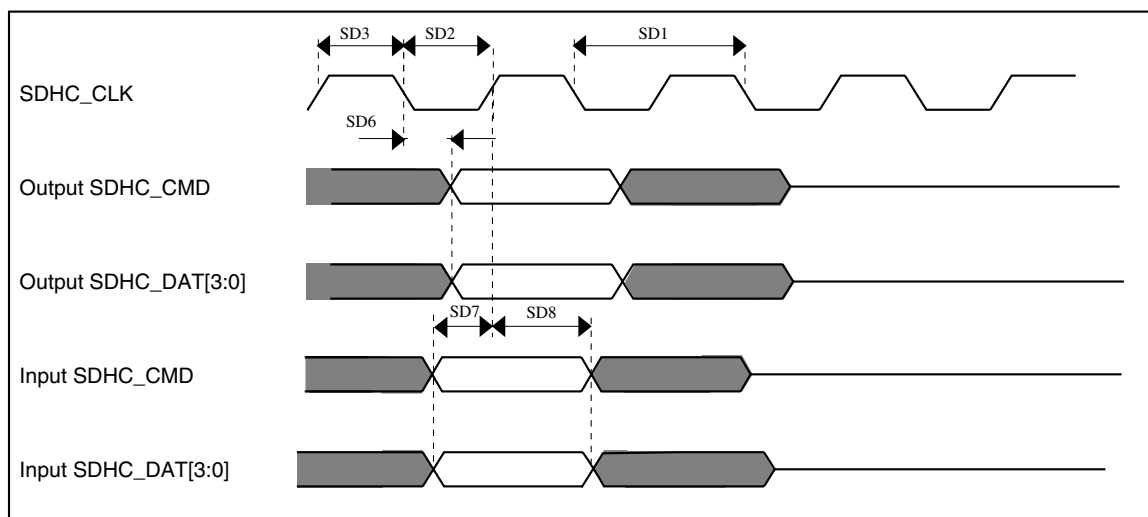 SD3
SD2
SD1
SDHC_CLK
SD6
Output SDHC_CMD
Output SDHC_DAT[3:0]
SD7
SD8
Input SDHC_CMD
Input SDHC_DAT[3:0]